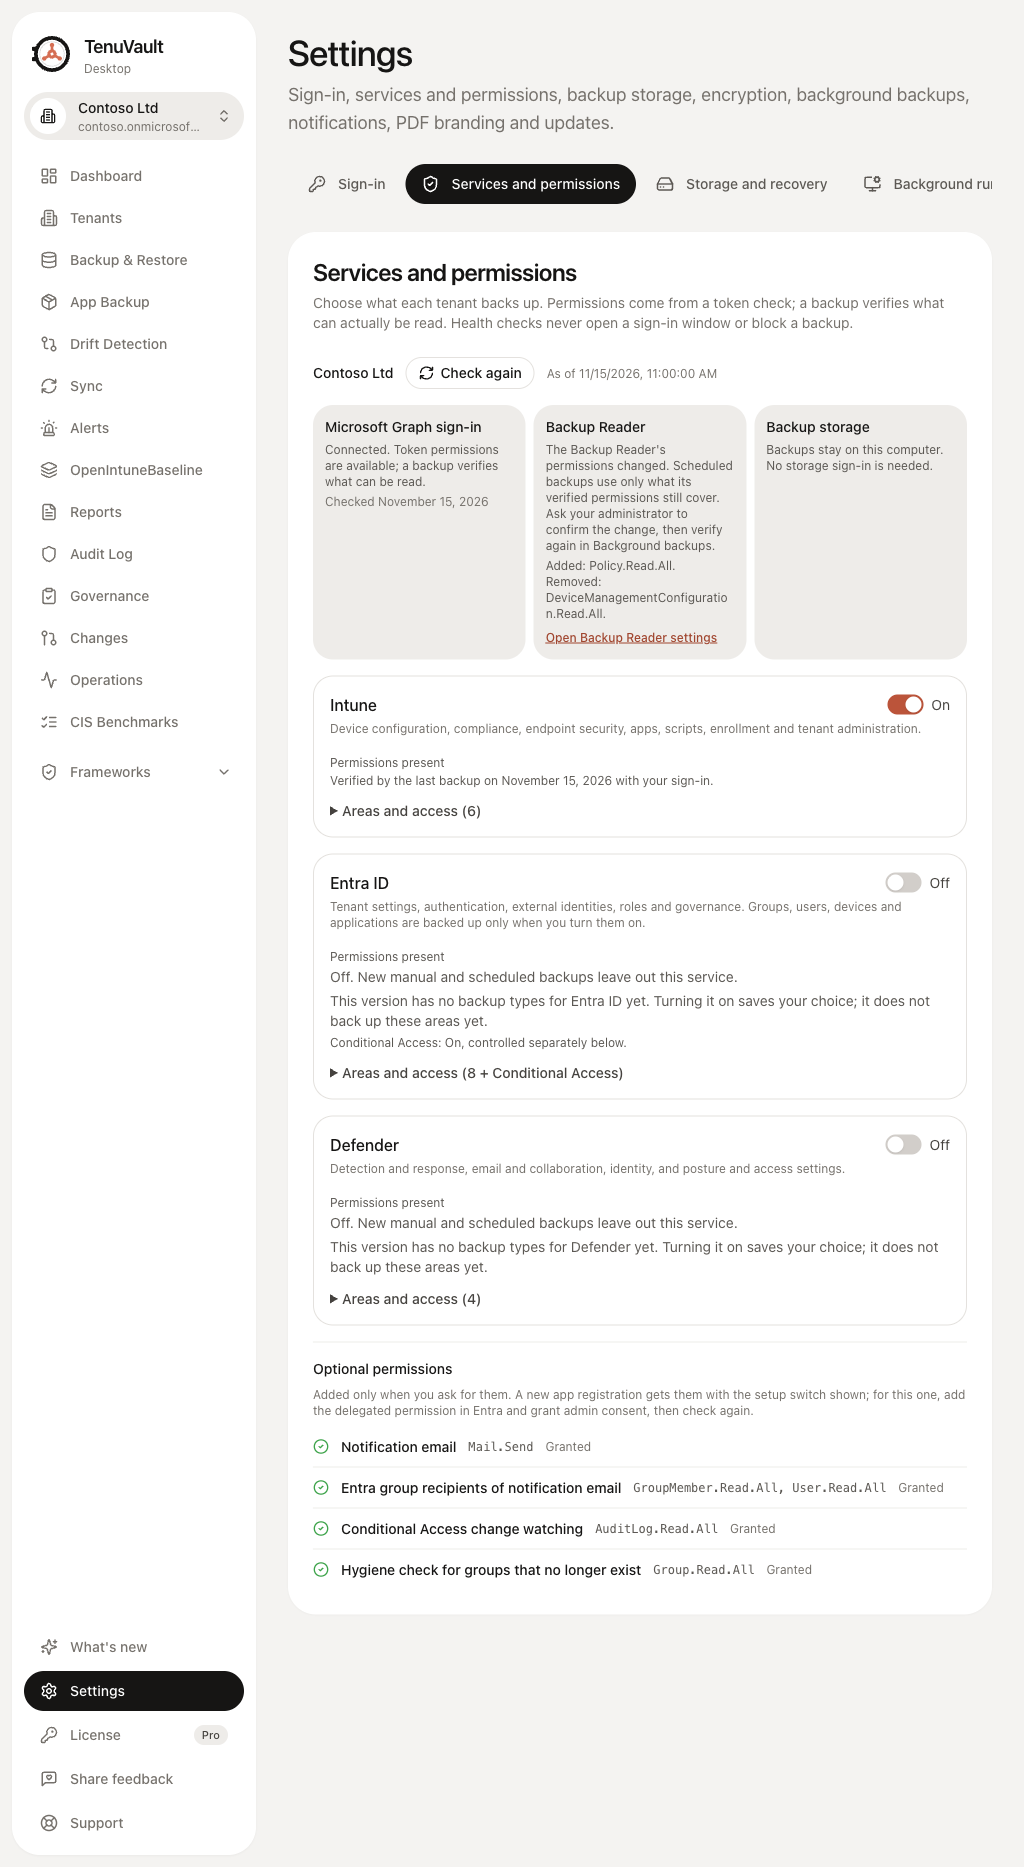 TenuVault
Desktop
Contoso Ltd
contoso.onmicrosof...
Dashboard
Tenants
Backup & Restore
App Backup
Drift Detection
Sync
Alerts
OpenIntuneBaseline
Reports
Audit Log
Governance
Changes
Operations
CIS Benchmarks
Frameworks
What's new
Settings
License
Pro
Share feedback
Support
Settings
Sign-in, services and permissions, backup storage, encryption, background backups,
notifications, PDF branding and updates.
Sign-in
Services and permissions
Storage and recovery
Background ru
Services and permissions
Choose what each tenant backs up. Permissions come from a token check; a backup verifies what
can actually be read. Health checks never open a sign-in window or block a backup.
Contoso Ltd
Check again
As of 11/15/2026, 11:00:00 AM
Microsoft Graph sign-in
Connected. Token permissions
are available; a backup verifies
what can be read.
Checked November 15, 2026
Backup Reader
The Backup Reader's
permissions changed. Scheduled
backups use only what its
verified permissions still cover.
Ask your administrator to
confirm the change, then verify
again in Background backups.
Added: Policy.Read.All.
Removed:
DeviceManagementConfiguratio
n.Read.All.
Open Backup Reader settings
Backup storage
Backups stay on this computer.
No storage sign-in is needed.
Intune
On
Device configuration, compliance, endpoint security, apps, scripts, enrollment and tenant administration.
Permissions present
Verified by the last backup on November 15, 2026 with your sign-in.
Areas and access (6)
Entra ID
Off
Tenant settings, authentication, external identities, roles and governance. Groups, users, devices and
applications are backed up only when you turn them on.
Permissions present
Off. New manual and scheduled backups leave out this service.
This version has no backup types for Entra ID yet. Turning it on saves your choice; it does not
back up these areas yet.
Conditional Access: On, controlled separately below.
Areas and access (8 + Conditional Access)
Defender
Off
Detection and response, email and collaboration, identity, and posture and access settings.
Permissions present
Off. New manual and scheduled backups leave out this service.
This version has no backup types for Defender yet. Turning it on saves your choice; it does not
back up these areas yet.
Areas and access (4)
Optional permissions
Added only when you ask for them. A new app registration gets them with the setup switch shown; for this one, add
the delegated permission in Entra and grant admin consent, then check again.
Notification email Mail.Send Granted
Entra group recipients of notification email GroupMember.Read.All, User.Read.All Granted
Conditional Access change watching AuditLog.Read.All Granted
Hygiene check for groups that no longer exist Group.Read.All Granted